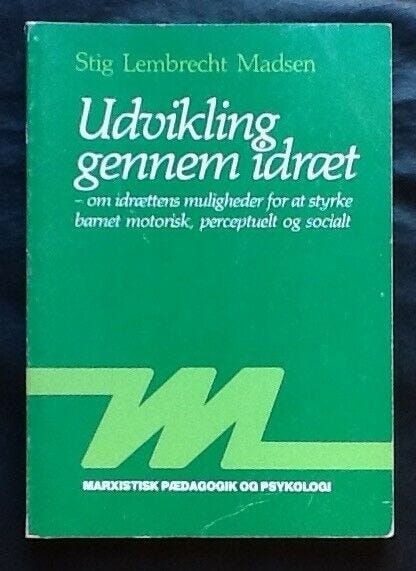 Stig Lembrecht Madsen
Udvikling
gennem idræt
- om idrættens muligheder for at styrke
barnet motorisk, perceptuelt og socialt
MARXISTISK PÆDAGOGIK OG PSYKOLOGI